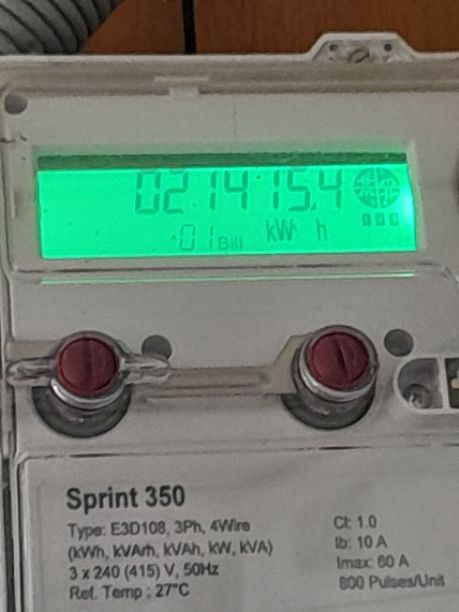 021415.4
01 Bill kWh
Sprint 350
Type: E3D108, 3Ph, 4Wire
(kWh, kVArh, kVAh, kW, kVA)
3 x 240 (415) V, 50Hz
Ref. Temp : 27°C
Cl: 1.0
Ib: 10 A
Imax: 60 A
800 Pulses/Unit